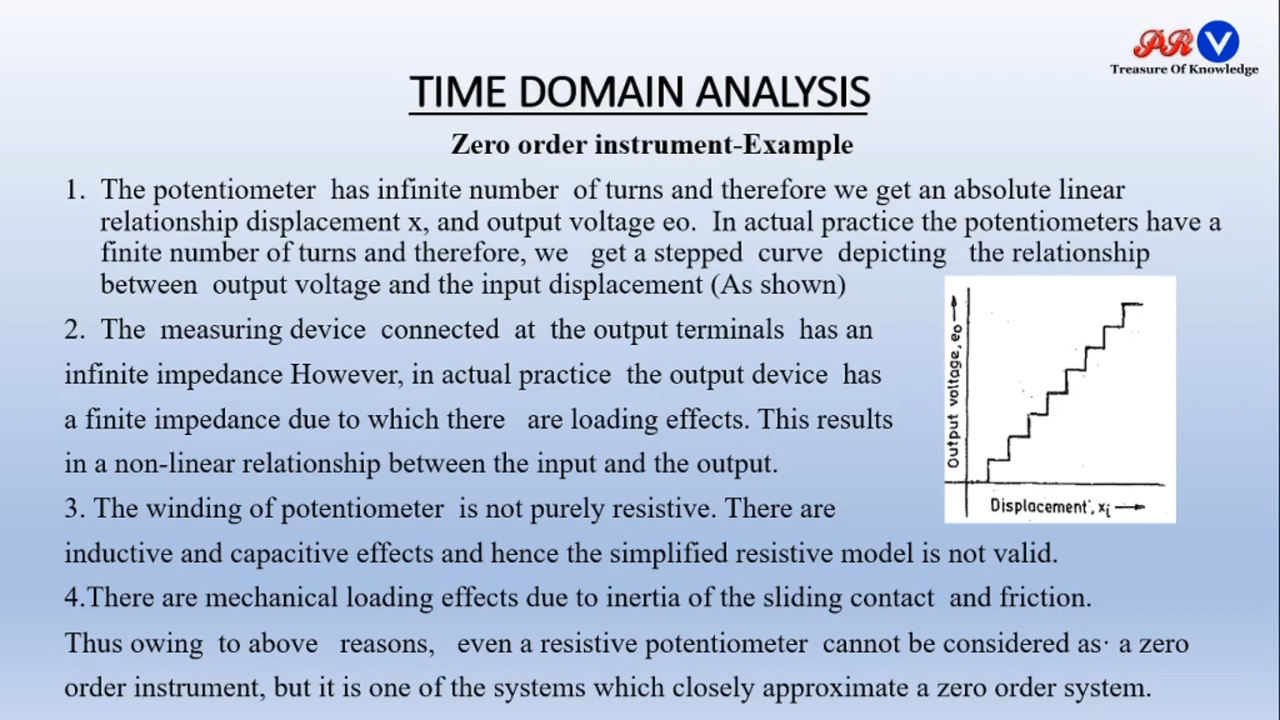 PR V
Treasure Of Knowledge
TIME DOMAIN ANALYSIS
Zero order instrument-Example
1. The potentiometer has infinite number of turns and therefore we get an absolute linear
relationship displacement x, and output voltage eo. In actual practice the potentiometers have a
finite number of turns and therefore, we get a stepped curve depicting the relationship
between output voltage and the input displacement (As shown)
2. The measuring device connected at the output terminals has an
infinite impedance However, in actual practice the output device has
a finite impedance due to which there are loading effects. This results
in a non-linear relationship between the input and the output.
Output voltage, eo
Displacement, xi
3. The winding of potentiometer is not purely resistive. There are
inductive and capacitive effects and hence the simplified resistive model is not valid.
4.There are mechanical loading effects due to inertia of the sliding contact and friction.
Thus owing to above reasons, even a resistive potentiometer cannot be considered as· a zero
order instrument, but it is one of the systems which closely approximate a zero order system.